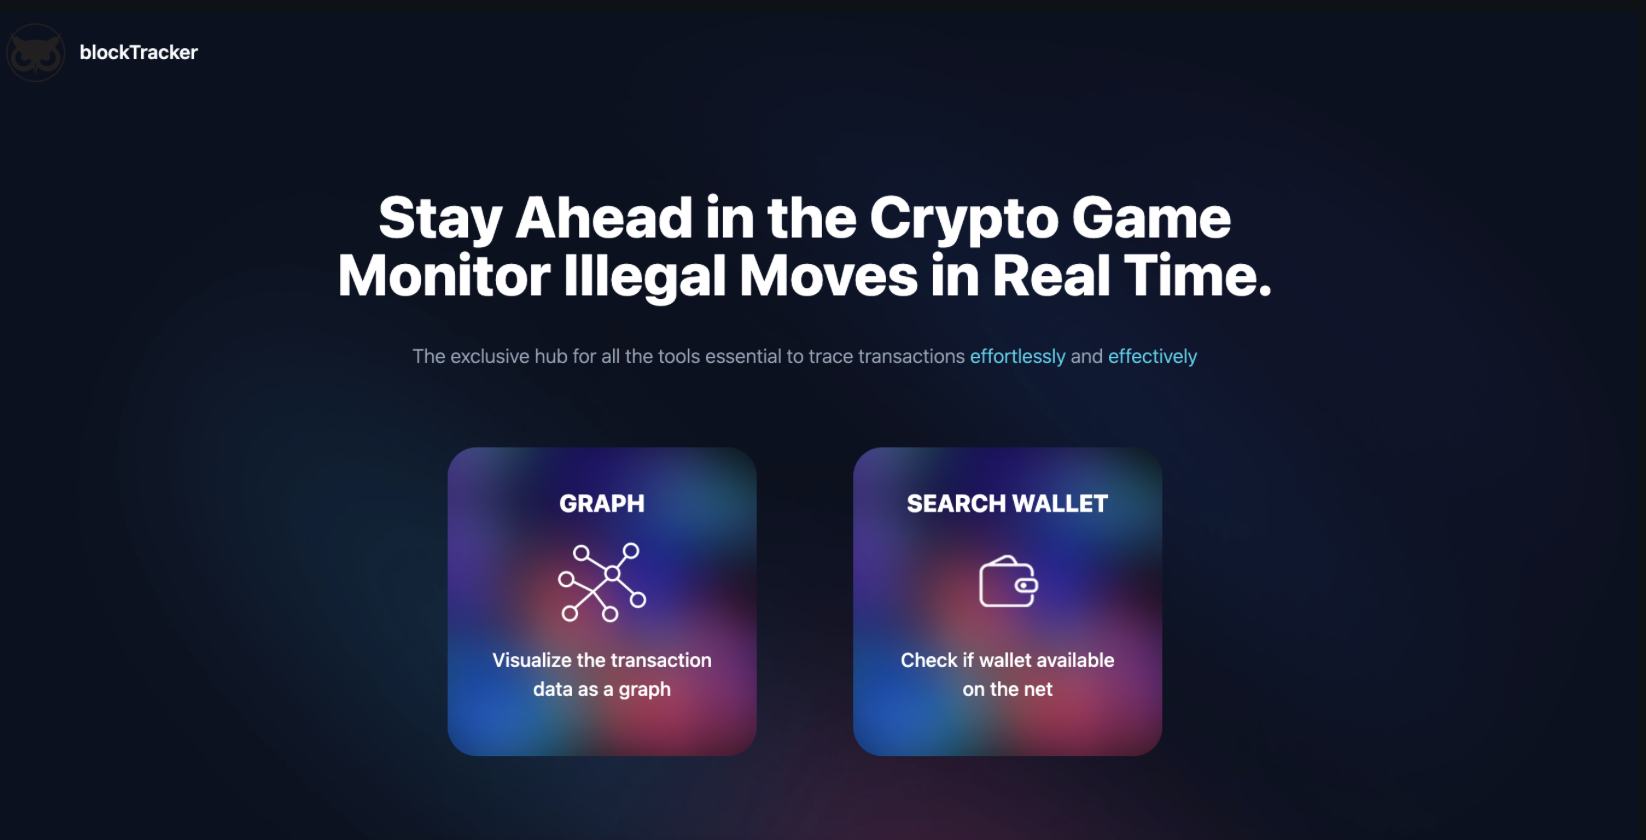 blockTracker
Stay Ahead in the Crypto Game
Monitor Illegal Moves in Real Time.
The exclusive hub for all the tools essential to trace transactions effortlessly and effectively
GRAPH
Visualize the transaction
data as a graph
SEARCH WALLET
Check if wallet available
on the net